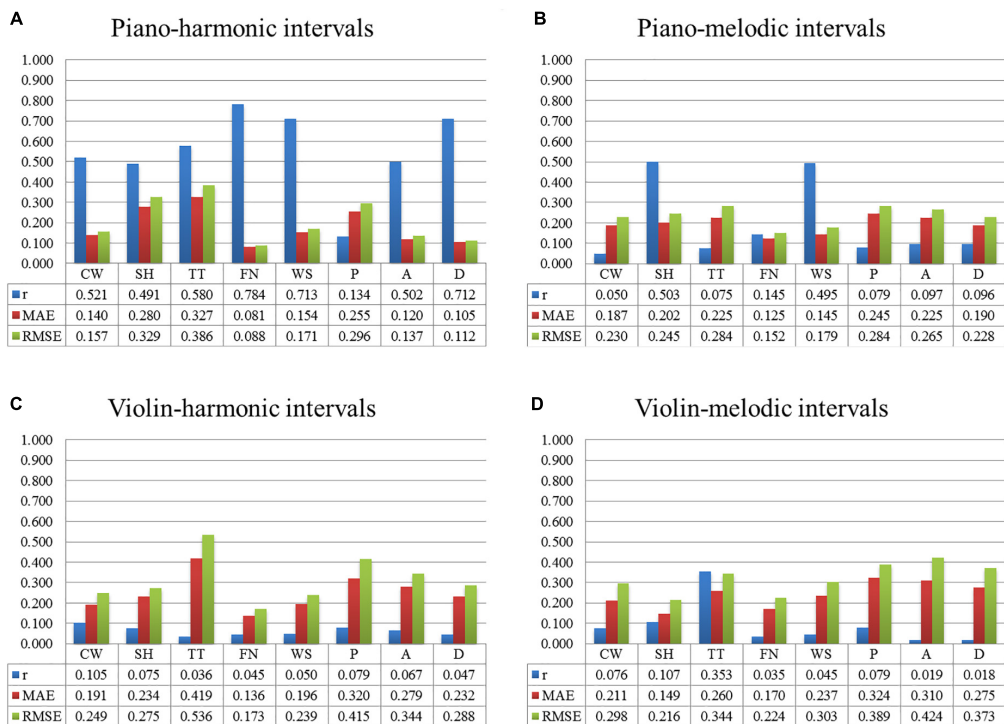 A
Piano-harmonic intervals
1.000
0.900
0.800
0.700
0.600
0.500
0.400
0.300
0.200
0.100
0.000
CW SH TT FN WS P A D
r 0.521 0.491 0.580 0.784 0.713 0.134 0.502 0.712
MAE 0.140 0.280 0.327 0.081 0.154 0.255 0.120 0.105
RMSE 0.157 0.329 0.386 0.088 0.171 0.296 0.137 0.112
B
Piano-melodic intervals
1.000
0.900
0.800
0.700
0.600
0.500
0.400
0.300
0.200
0.100
0.000
CW SH TT FN WS P A D
r 0.050 0.503 0.075 0.145 0.495 0.079 0.097 0.096
MAE 0.187 0.202 0.225 0.125 0.145 0.245 0.225 0.190
RMSE 0.230 0.245 0.284 0.152 0.179 0.284 0.265 0.228
C
Violin-harmonic intervals
1.000
0.900
0.800
0.700
0.600
0.500
0.400
0.300
0.200
0.100
0.000
CW SH TT FN WS P A D
r 0.105 0.075 0.036 0.045 0.050 0.079 0.067 0.047
MAE 0.191 0.234 0.419 0.136 0.196 0.320 0.279 0.232
RMSE 0.249 0.275 0.536 0.173 0.239 0.415 0.344 0.288
D
Violin-melodic intervals
1.000
0.900
0.800
0.700
0.600
0.500
0.400
0.300
0.200
0.100
0.000
CW SH TT FN WS P A D
r 0.076 0.107 0.353 0.035 0.045 0.079 0.019 0.018
MAE 0.211 0.149 0.260 0.170 0.237 0.324 0.310 0.275
RMSE 0.298 0.216 0.344 0.224 0.303 0.389 0.424 0.373